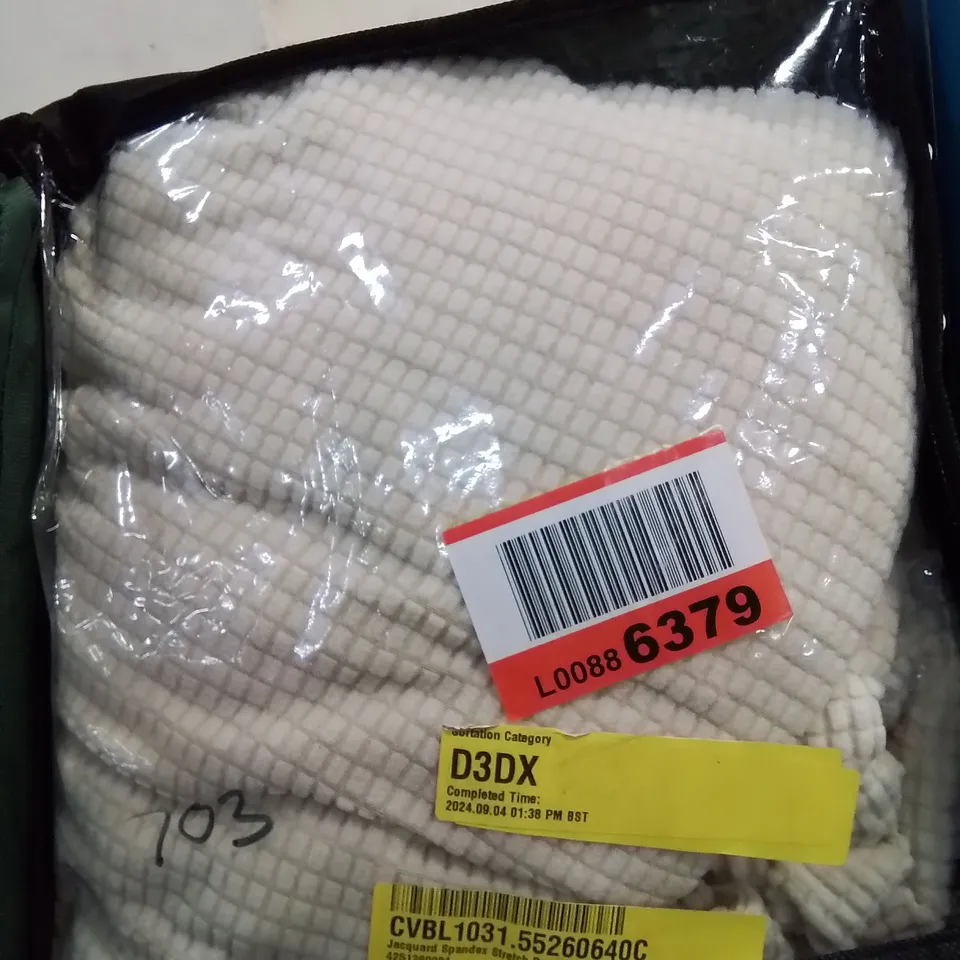 L0088 6379
Sortation Category
D3DX
Completed Time:
2024.09.04 01:38 PM BST
703
CVBL1031.55260640C
Jacquard Spandex Stretch